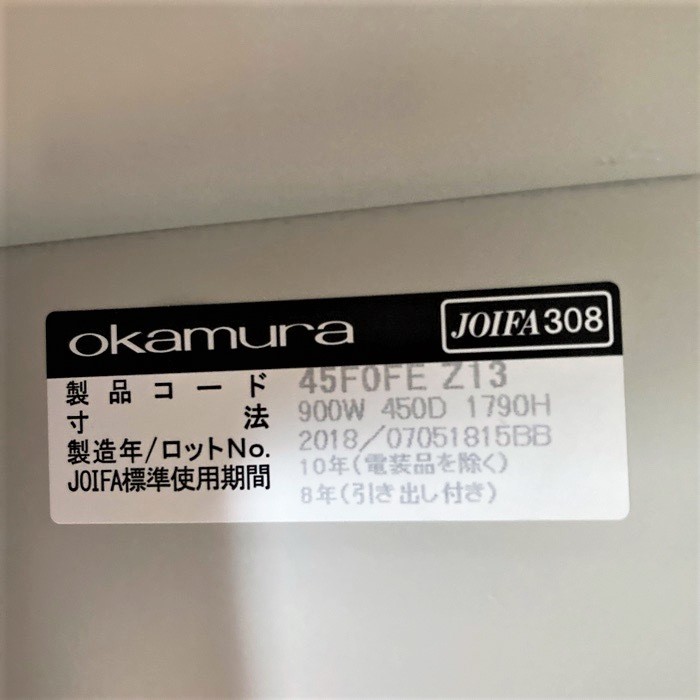 okamura JOIFA308
製品コード 45F0FE Z13
寸法 900W 450D 1790H
製造年/ロットNo. 2018/07051815BB
JOIFA標準使用期間 10年(電装品を除く)
8年(引き出し付き)